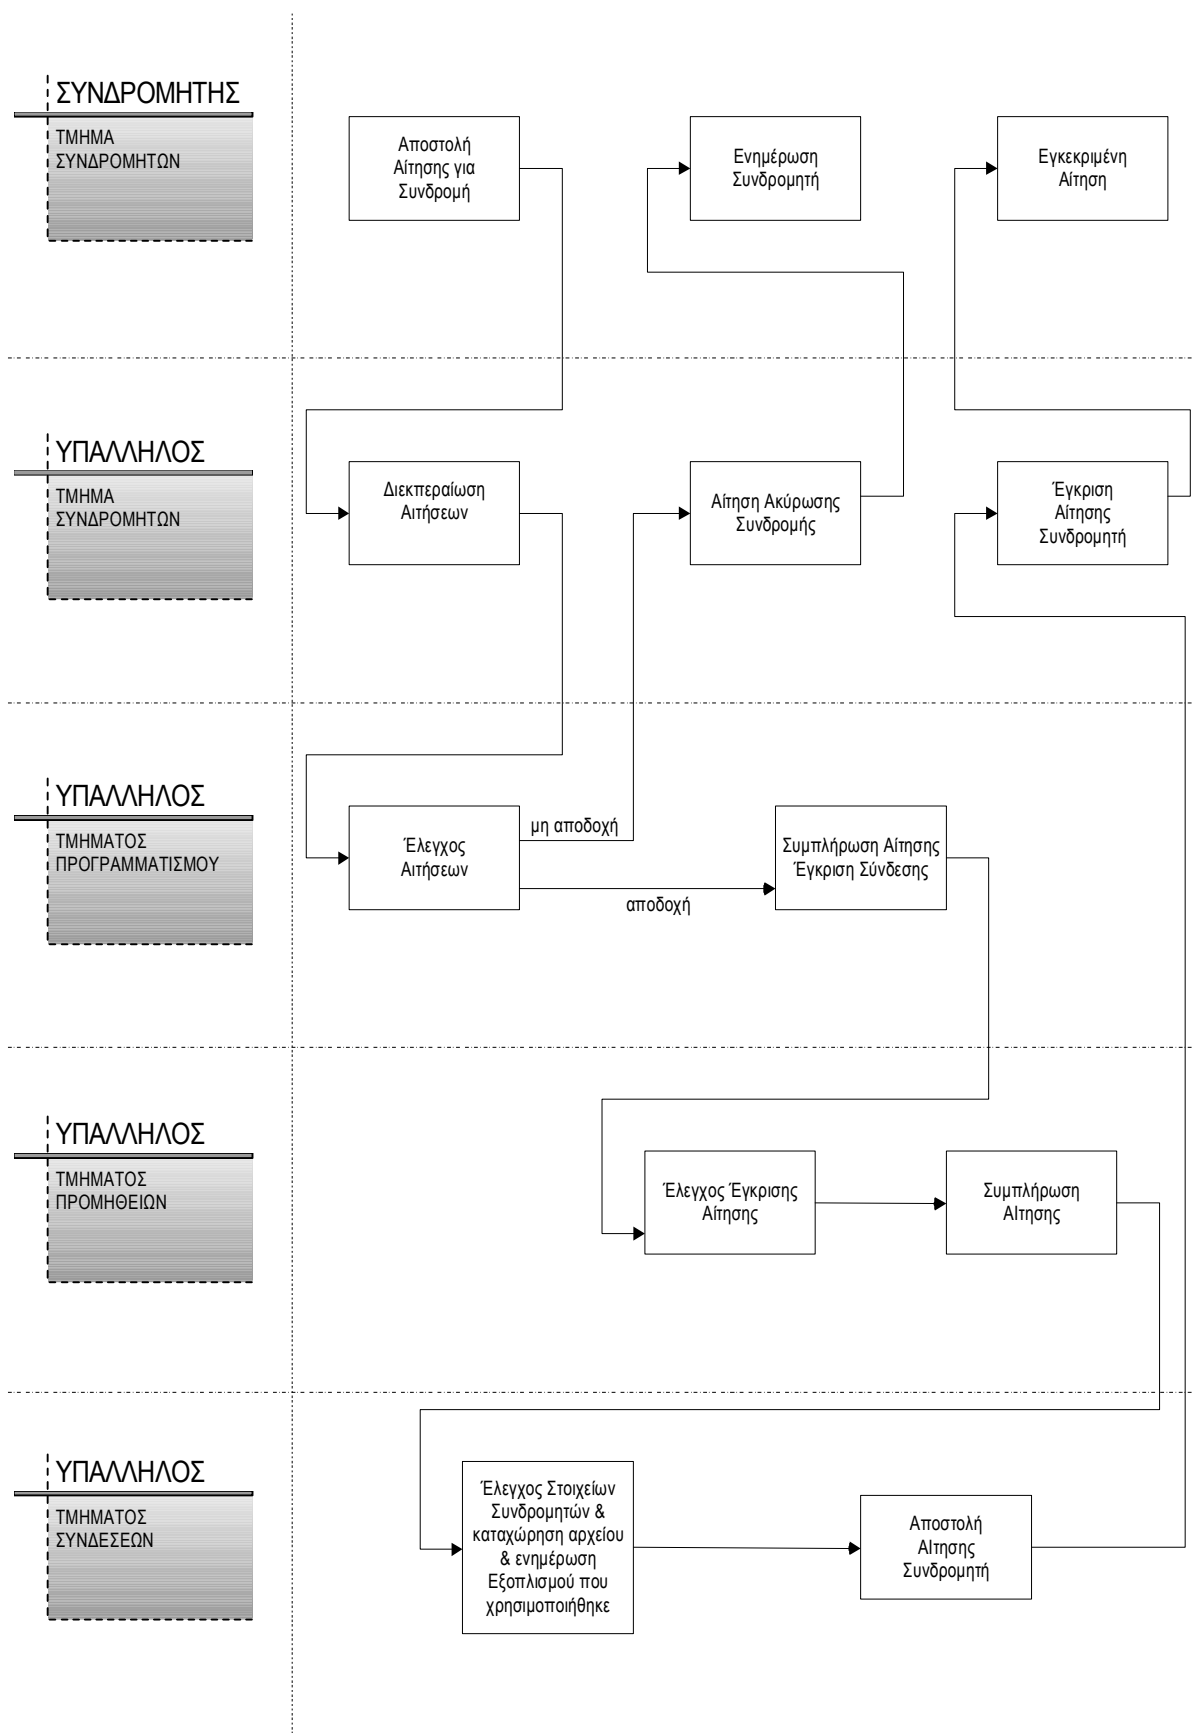 ΣΥΝΔΡΟΜΗΤΗΣ
ΤΜΗΜΑ
ΣΥΝΔΡΟΜΗΤΩΝ
Αποστολή
Αίτησης για
Συνδρομή
Ενημέρωση
Συνδρομητή
Εγκεκριμένη
Αίτηση
ΥΠΑΛΛΗΛΟΣ
ΤΜΗΜΑ
ΣΥΝΔΡΟΜΗΤΩΝ
Διεκπεραίωση
Αιτήσεων
Αίτηση Ακύρωσης
Συνδρομής
Έγκριση
Αίτησης
Συνδρομητή
ΥΠΑΛΛΗΛΟΣ
ΤΜΗΜΑΤΟΣ
ΠΡΟΓΡΑΜΜΑΤΙΣΜΟΥ
Έλεγχος
Αιτήσεων
μη αποδοχή
αποδοχή
Συμπλήρωση Αίτησης
Έγκριση Σύνδεσης
ΥΠΑΛΛΗΛΟΣ
ΤΜΗΜΑΤΟΣ
ΠΡΟΜΗΘΕΙΩΝ
Έλεγχος Έγκρισης
Αίτησης
Συμπλήρωση
ΑΙτησης
ΥΠΑΛΛΗΛΟΣ
ΤΜΗΜΑΤΟΣ
ΣΥΝΔΕΣΕΩΝ
Έλεγχος Στοιχείων
Συνδρομητών &
καταχώρηση αρχείου
& ενημέρωση
Εξοπλισμού που
χρησιμοποιήθηκε
Αποστολή
ΑΙτησης
Συνδρομητή